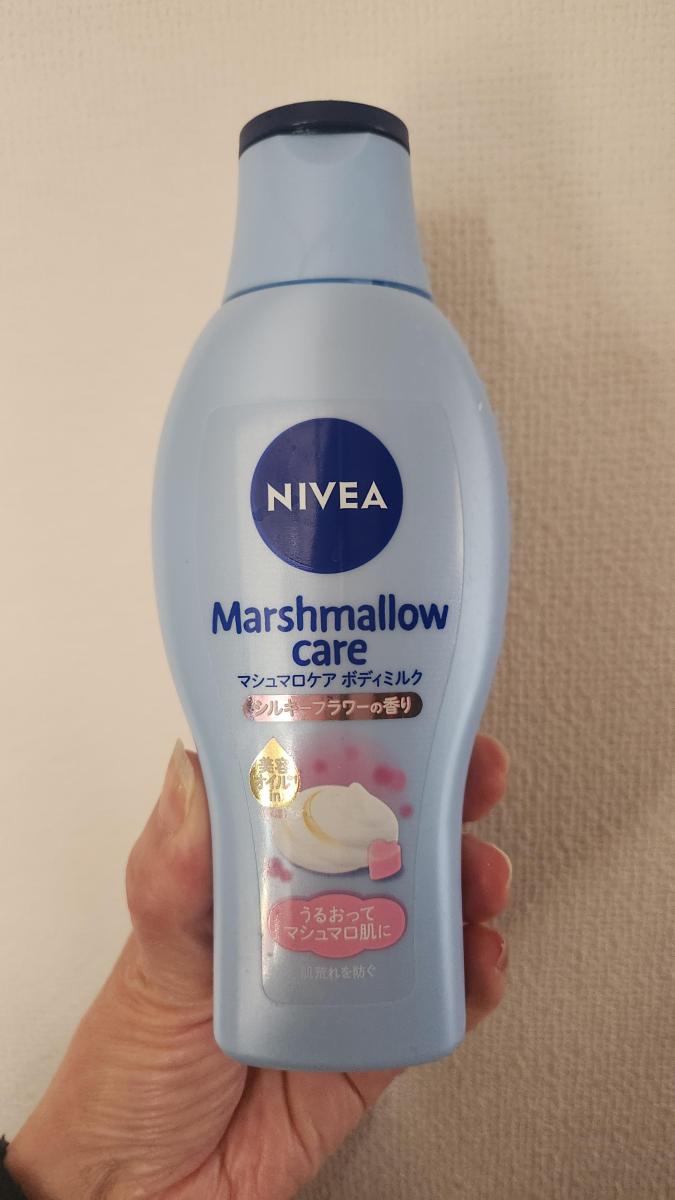 NIVEA
Marshmallow
care
マシュマロケア ボディミルク
シルキーフラワーの香り
美容
オイル*¹
in
うるおって
マシュマロ肌に
肌荒れを防ぐ